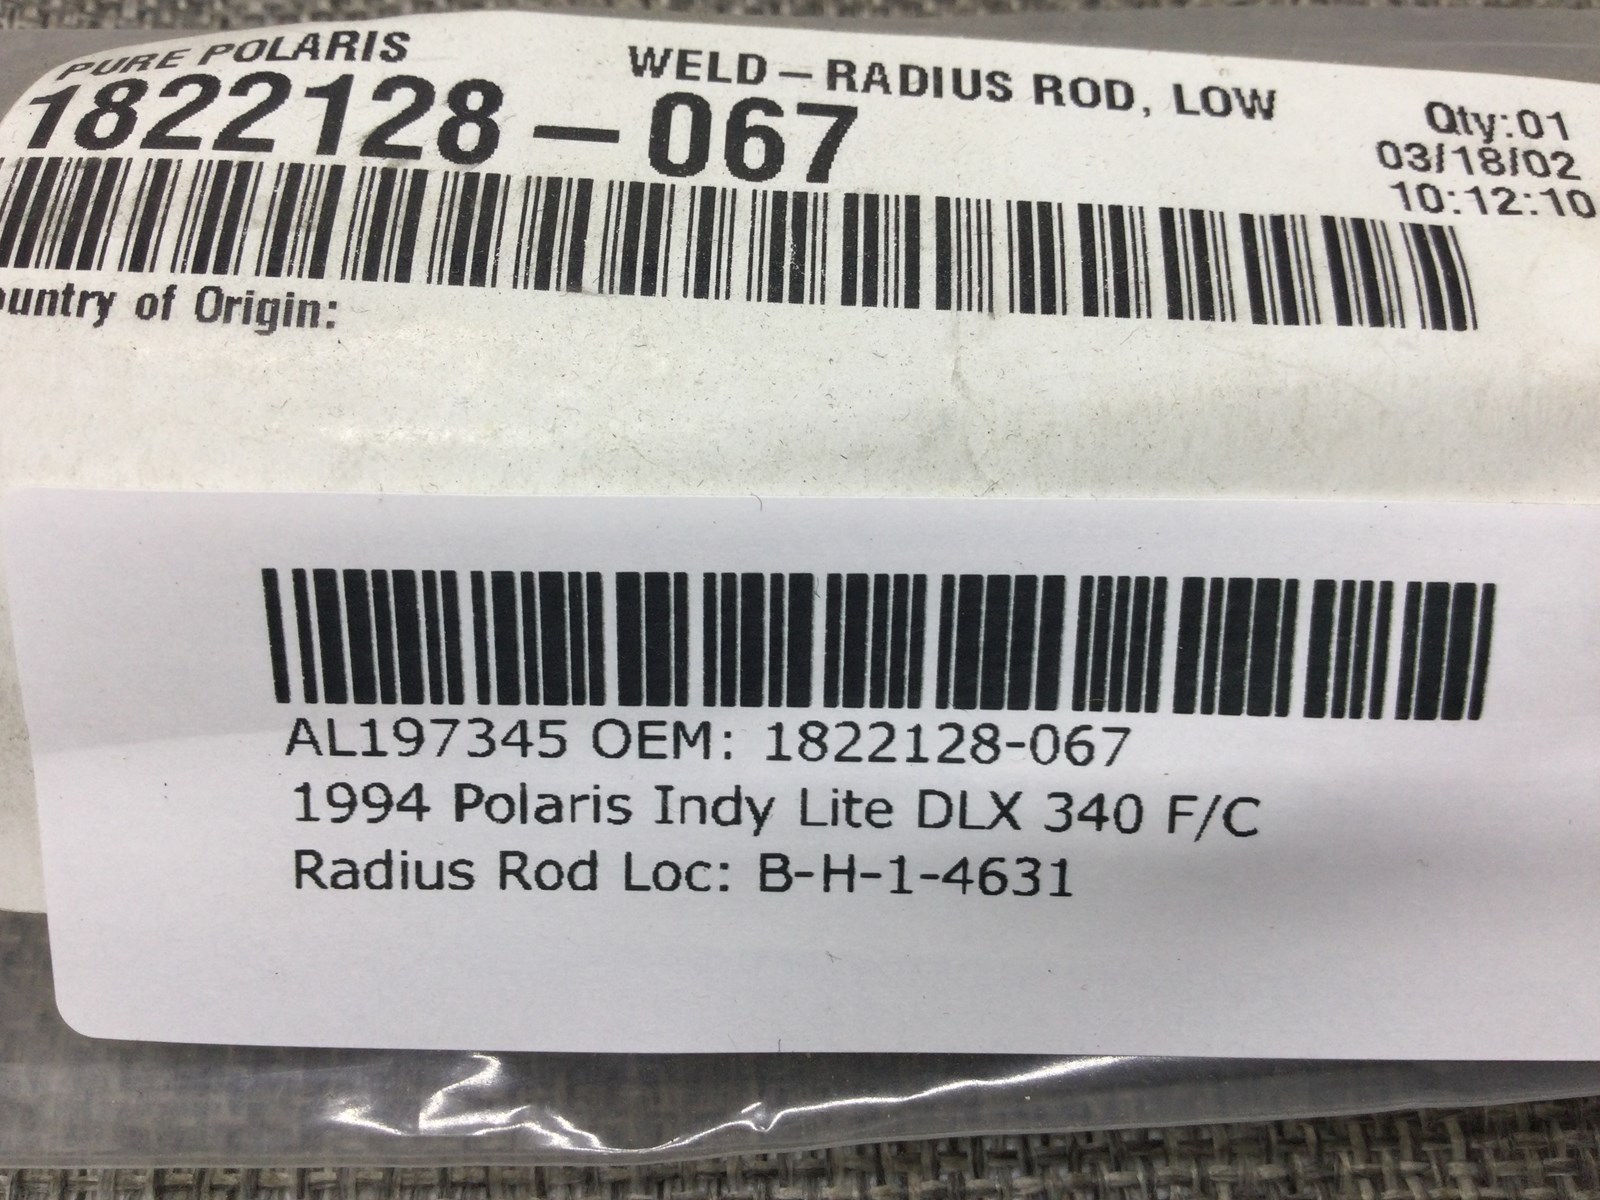 PURE POLARIS
WELD-RADIUS ROD, LOW
1822128-067
Qty:01
03/18/02
10:12:10
ountry of Origin:
AL197345 OEM: 1822128-067
1994 Polaris Indy Lite DLX 340 F/C
Radius Rod Loc: B-H-1-4631